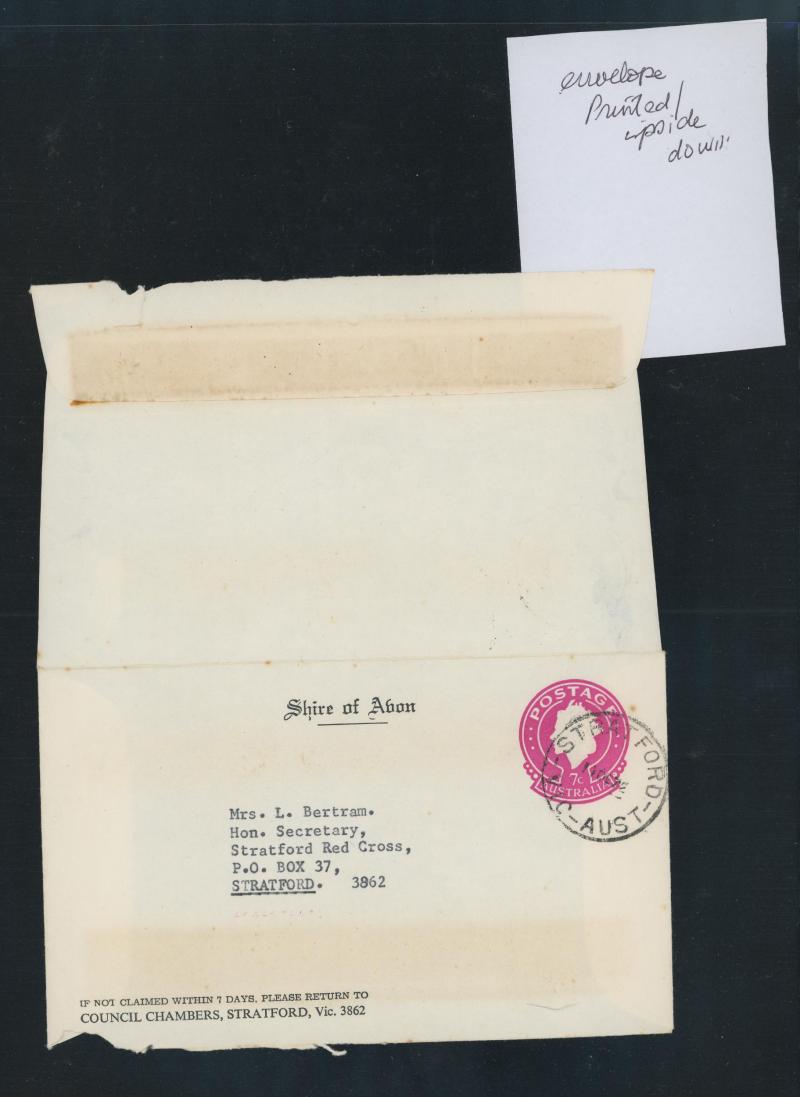 envelope
Printed/
upside
down.
Shire of Avon
POSTAGE
7c
AUSTRALIA
STRATFORD
VIC-AUST-
Mrs. L. Bertram.
Hon. Secretary,
Stratford Red Cross,
P.O. BOX 37,
STRATFORD. 3862
IF NOT CLAIMED WITHIN 7 DAYS, PLEASE RETURN TO
COUNCIL CHAMBERS, STRATFORD, Vic. 3862